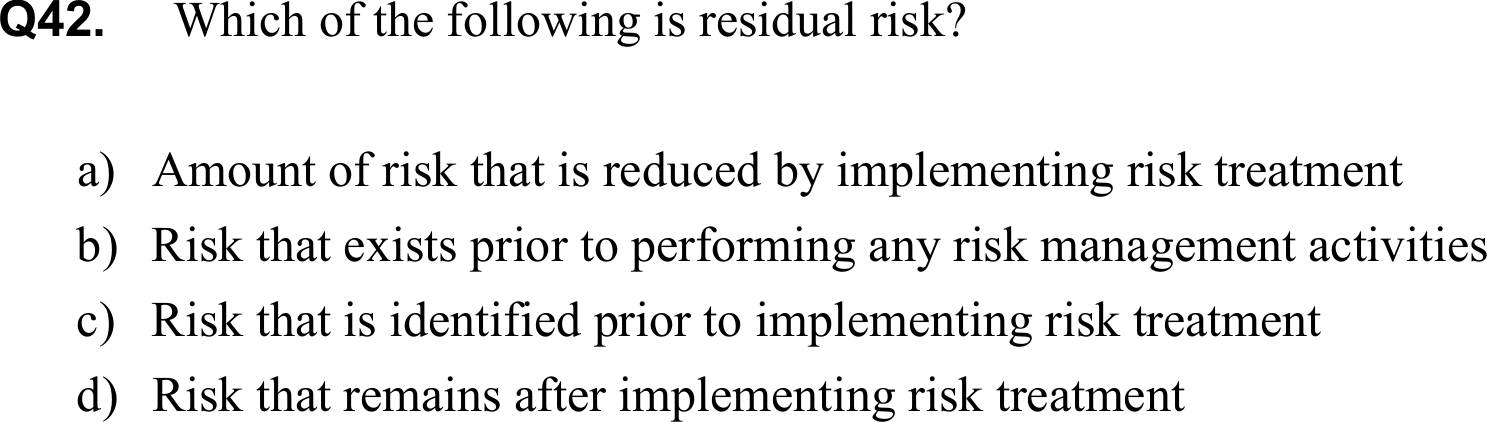 Q42. Which of the following is residual risk?
a) Amount of risk that is reduced by implementing risk treatment
b) Risk that exists prior to performing any risk management activities
c) Risk that is identified prior to implementing risk treatment
d) Risk that remains after implementing risk treatment